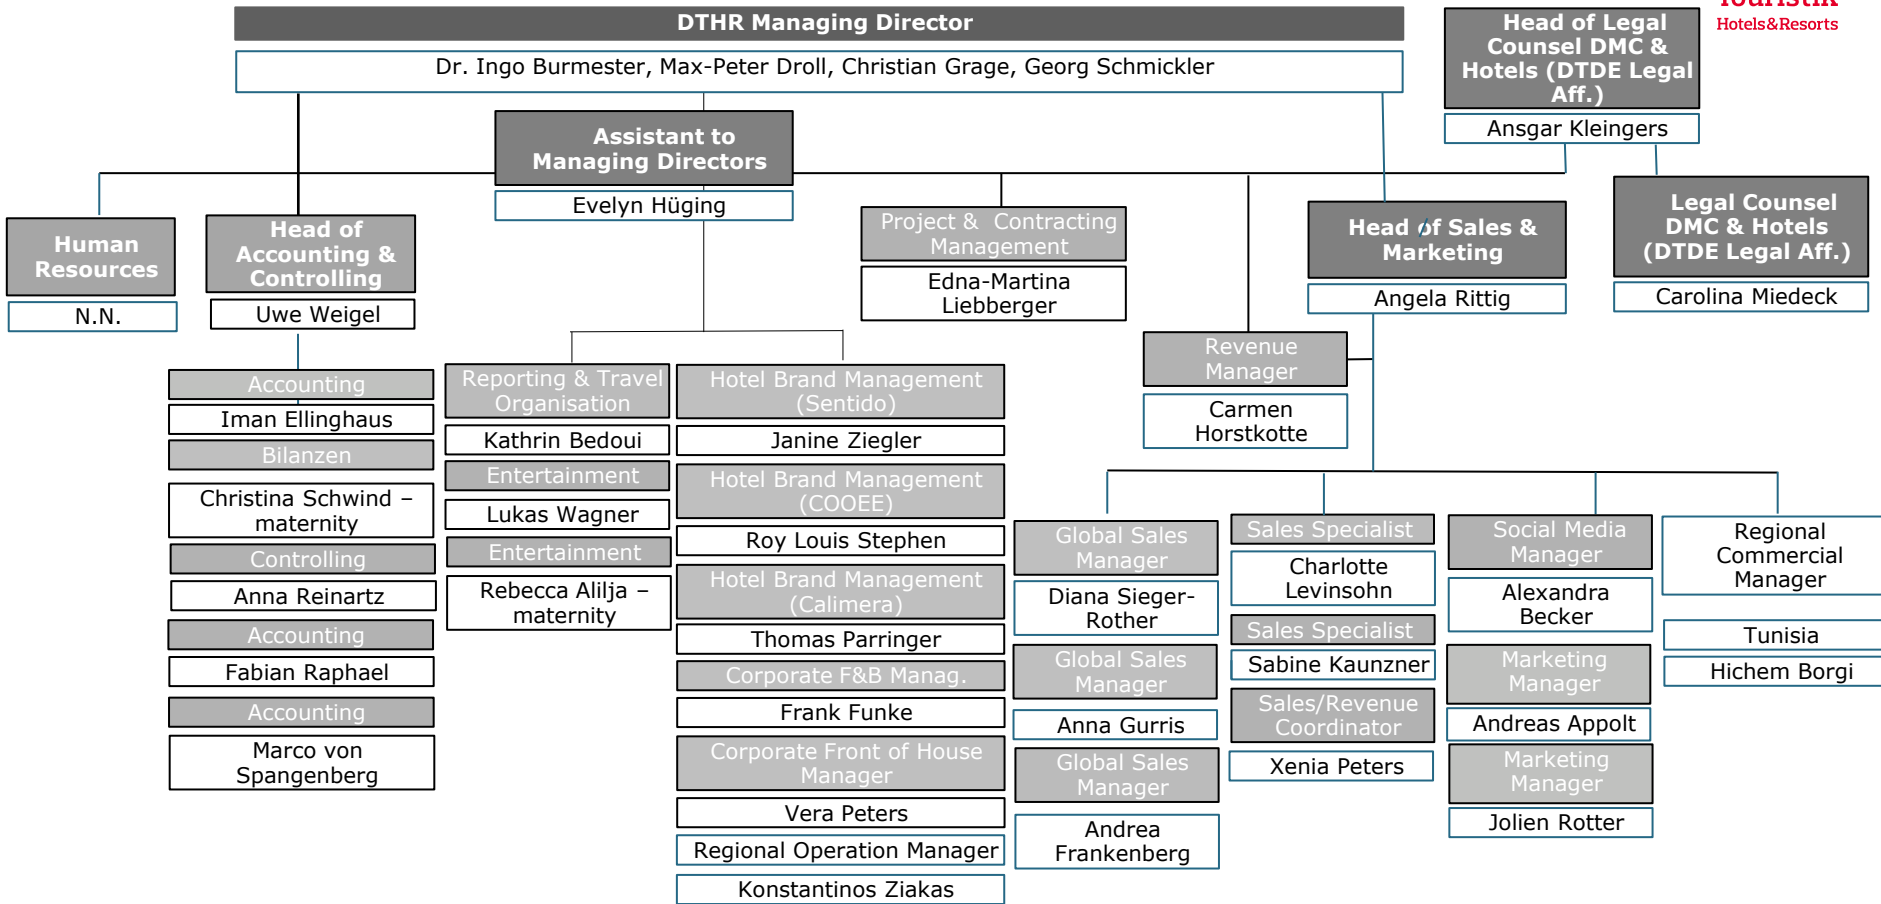 DTHR Managing Director
Dr. Ingo Burmester, Max-Peter Droll, Christian Grage, Georg Schmickler
Head of Legal
Counsel DMC &
Hotels (DTDE Legal
Aff.)
Ansgar Kleingers
Touristik
Hotels&Resorts
Assistant to
Managing Directors
Evelyn Hüging
Human
Resources
N.N.
Head of
Accounting &
Controlling
Uwe Weigel
Project & Contracting
Management
Edna-Martina
Liebberger
Head of Sales &
Marketing
Angela Rittig
Legal Counsel
DMC & Hotels
(DTDE Legal Aff.)
Carolina Miedeck
Revenue
Manager
Carmen
Horstkotte
Accounting
Iman Ellinghaus
Bilanzen
Christina Schwind –
maternity
Controlling
Anna Reinartz
Accounting
Fabian Raphael
Accounting
Marco von
Spangenberg
Reporting & Travel
Organisation
Kathrin Bedoui
Entertainment
Lukas Wagner
Entertainment
Rebecca Alilja –
maternity
Hotel Brand Management
(Sentido)
Janine Ziegler
Hotel Brand Management
(COOEE)
Roy Louis Stephen
Hotel Brand Management
(Calimera)
Thomas Parringer
Corporate F&B Manag.
Frank Funke
Corporate Front of House
Manager
Vera Peters
Regional Operation Manager
Konstantinos Ziakas
Global Sales
Manager
Diana Sieger-
Rother
Global Sales
Manager
Anna Gurris
Global Sales
Manager
Andrea
Frankenberg
Sales Specialist
Charlotte
Levinsohn
Sales Specialist
Sabine Kaunzner
Sales/Revenue
Coordinator
Xenia Peters
Social Media
Manager
Alexandra
Becker
Marketing
Manager
Andreas Appolt
Marketing
Manager
Jolien Rotter
Regional
Commercial
Manager
Tunisia
Hichem Borgi